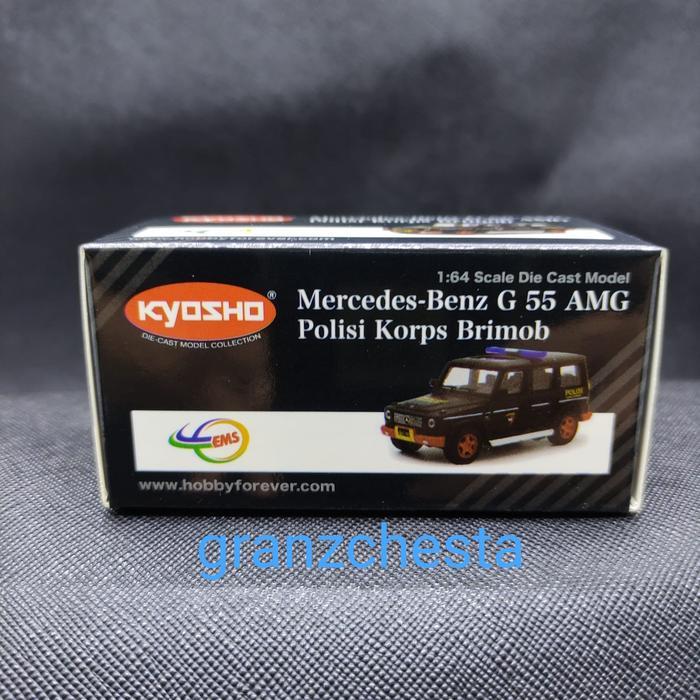 1:64 Scale Die Cast Model
KYOSHO®
DIE-CAST MODEL COLLECTION
Mercedes-Benz G 55 AMG
Polisi Korps Brimob
POLISI
EMS
www.hobbyforever.com
granzchesta